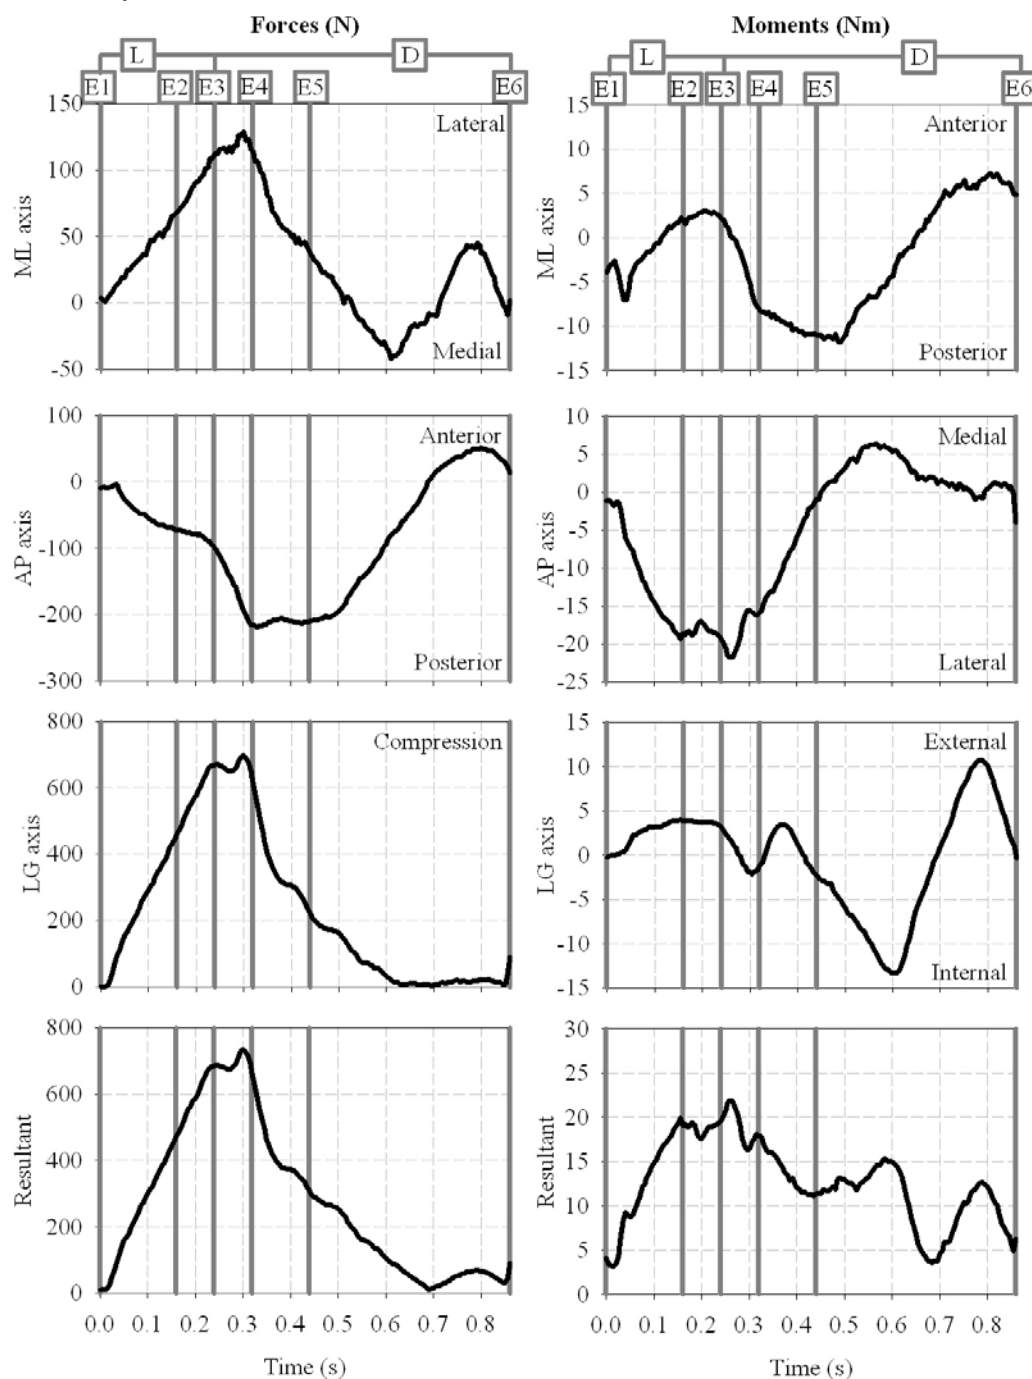 Forces (N) Moments (Nm)
L D L D
E1 E2 E3 E4 E5 E6 E1 E2 E3 E4 E5 E6
150 100 50 0 -50
ML axis
Lateral
Medial
15 10 5 0 -5 -10 -15
ML axis
Anterior
Posterior
100 0 -100 -200 -300
AP axis
Anterior
Posterior
10 5 0 -5 -10 -15 -20 -25
AP axis
Medial
Lateral
800 600 400 200 0
LG axis
Compression
15 10 5 0 -5 -10 -15
LG axis
External
Internal
800 600 400 200 0
Resultant
30 25 20 15 10 5 0
Resultant
0.0 0.1 0.2 0.3 0.4 0.5 0.6 0.7 0.8 0.0 0.1 0.2 0.3 0.4 0.5 0.6 0.7 0.8
Time (s) Time (s)